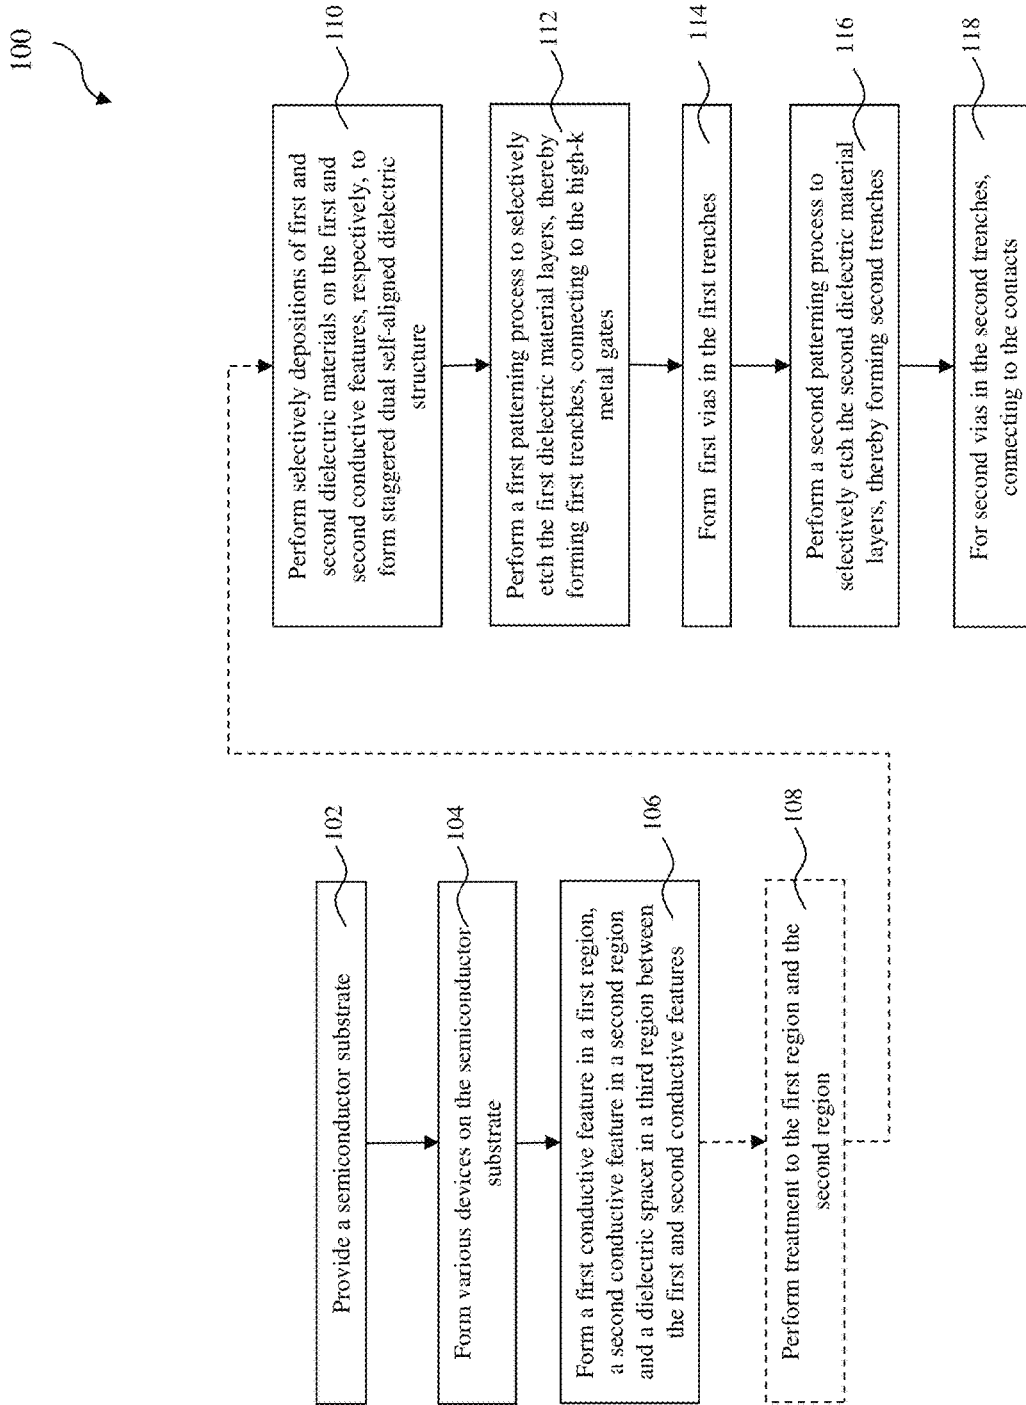 100
Provide a semiconductor substrate
102
Form various devices on the semiconductor
substrate
104
Form a first conductive feature in a first region,
a second conductive feature in a second region
and a dielectric spacer in a third region between
the first and second conductive features
106
Perform treatment to the first region and the
second region
108
Perform selectively depositions of first and
second dielectric materials on the first and
second conductive features, respectively, to
form staggered dual self-aligned dielectric
structure
110
Perform a first patterning process to selectively
etch the first dielectric material layers, thereby
forming first trenches, connecting to the high-k
metal gates
112
Form first vias in the first trenches
114
Perform a second patterning process to
selectively etch the second dielectric material
layers, thereby forming second trenches
116
For second vias in the second trenches,
connecting to the contacts
118